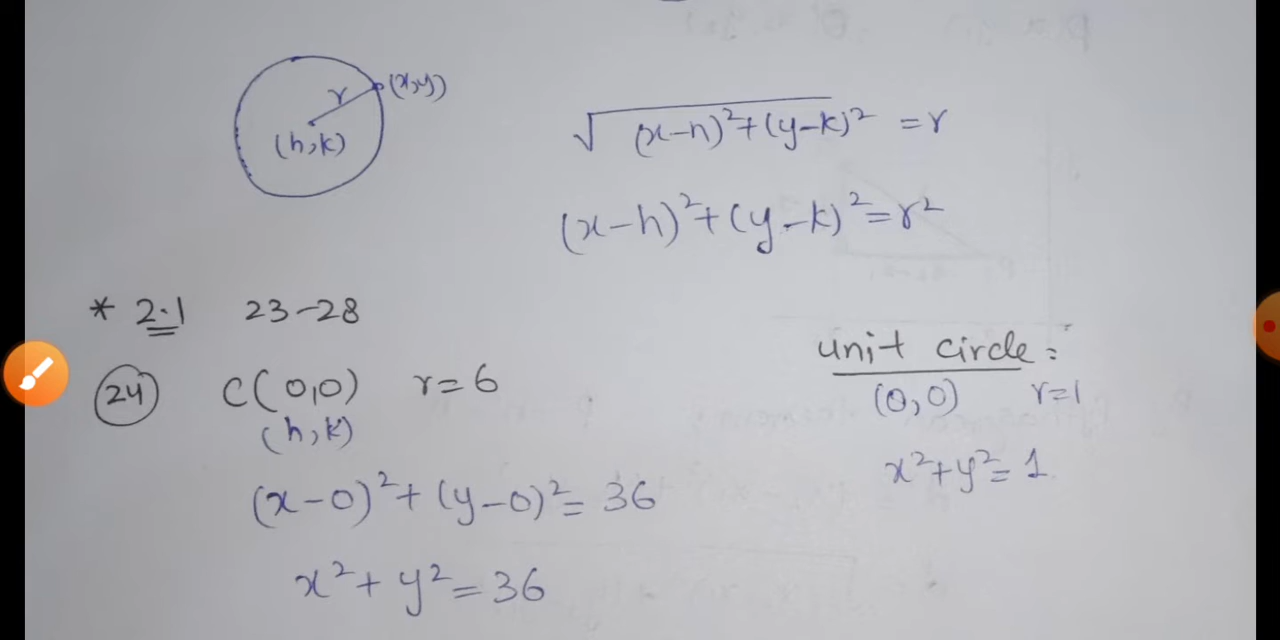 (x,y)
r
(h,k)
√(x-h)²+(y-k)² = r
(x-h)²+(y-k)²=r²
* 2.1 23-28
24 C(0,0) r=6
(h,k)
(x-0)²+(y-0)²= 36
x²+y²=36
unit circle:
(0,0) r=1
x²+y²=1